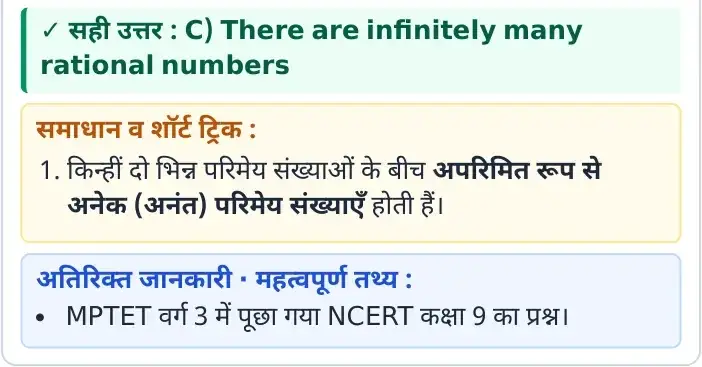 ✓ सही उत्तर : C) There are infinitely many
rational numbers
समाधान व शॉर्ट ट्रिक :
1. किन्हीं दो भिन्न परिमेय संख्याओं के बीच अपरिमित रूप से
अनेक (अनंत) परिमेय संख्याएँ होती हैं।
अतिरिक्त जानकारी · महत्वपूर्ण तथ्य :
• MPTET वर्ग 3 में पूछा गया NCERT कक्षा 9 का प्रश्न।